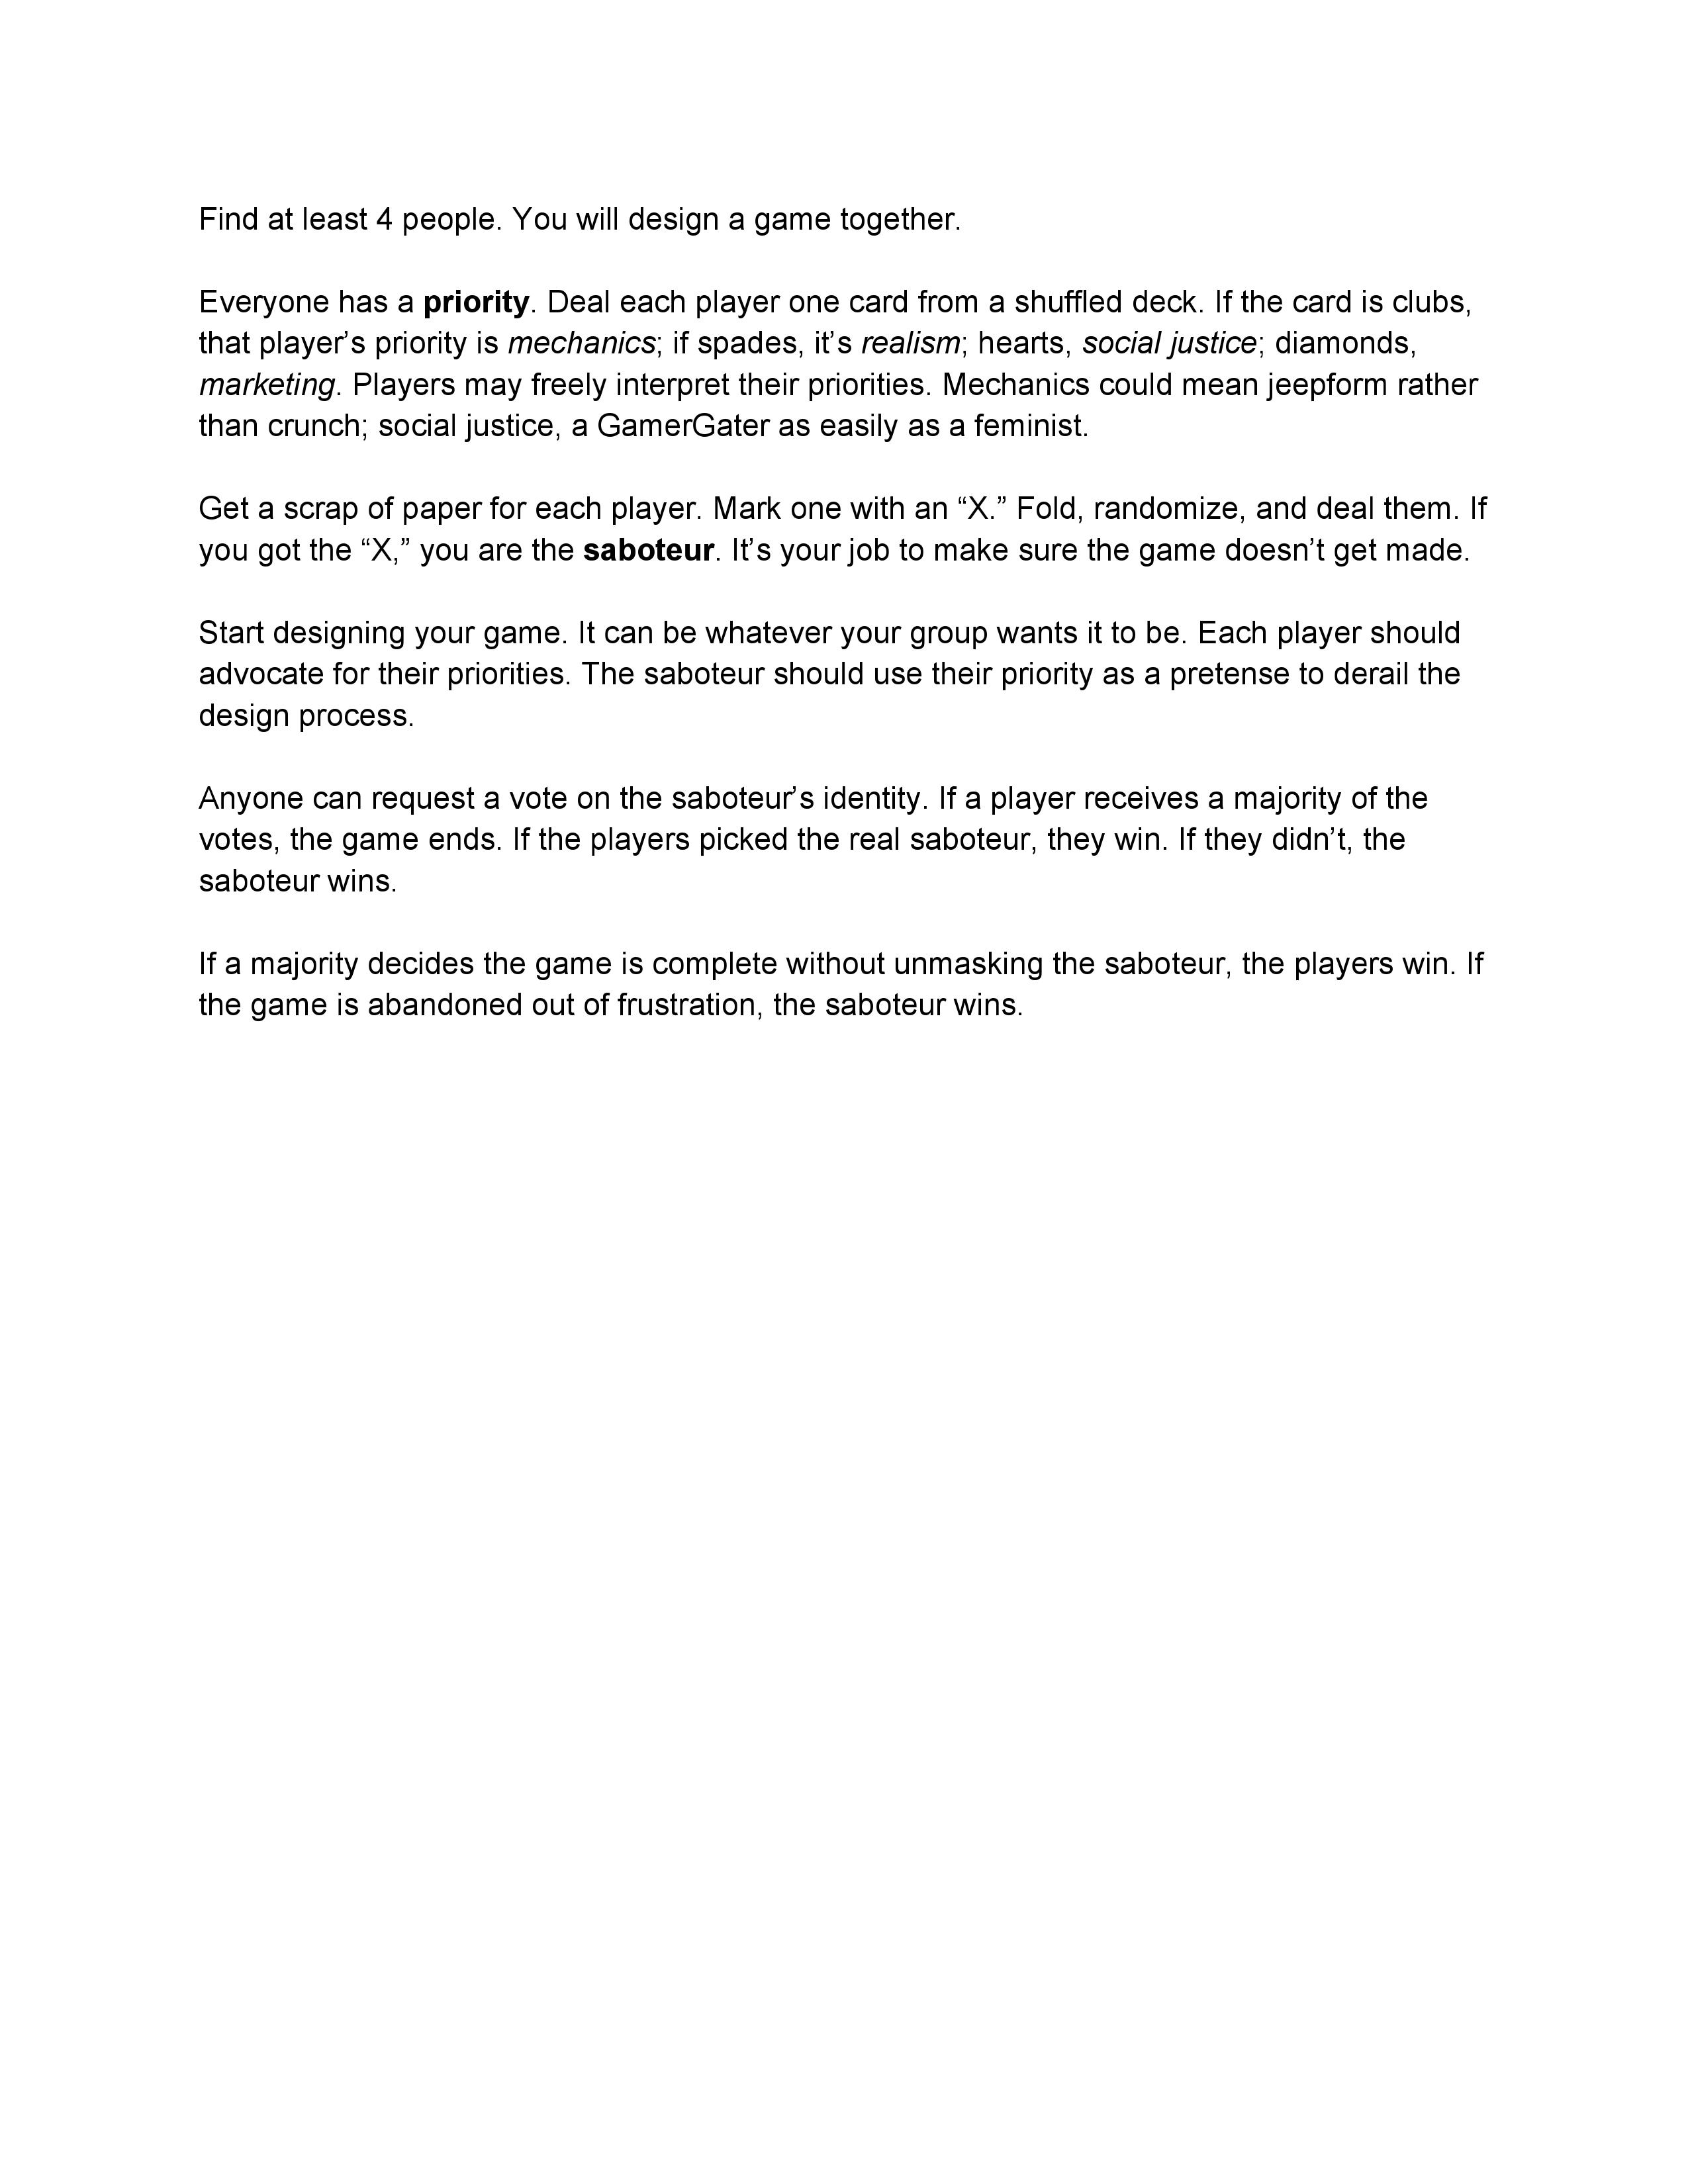 Find at least 4 people. You will design a game together.
Everyone has a priority. Deal each player one card from a shuffled deck. If the card is clubs,
that player’s priority is mechanics; if spades, it’s realism; hearts, social justice; diamonds,
marketing. Players may freely interpret their priorities. Mechanics could mean jeepform rather
than crunch; social justice, a GamerGater as easily as a feminist.
Get a scrap of paper for each player. Mark one with an “X.” Fold, randomize, and deal them. If
you got the “X,” you are the saboteur. It’s your job to make sure the game doesn’t get made.
Start designing your game. It can be whatever your group wants it to be. Each player should
advocate for their priorities. The saboteur should use their priority as a pretense to derail the
design process.
Anyone can request a vote on the saboteur’s identity. If a player receives a majority of the
votes, the game ends. If the players picked the real saboteur, they win. If they didn’t, the
saboteur wins.
If a majority decides the game is complete without unmasking the saboteur, the players win. If
the game is abandoned out of frustration, the saboteur wins.